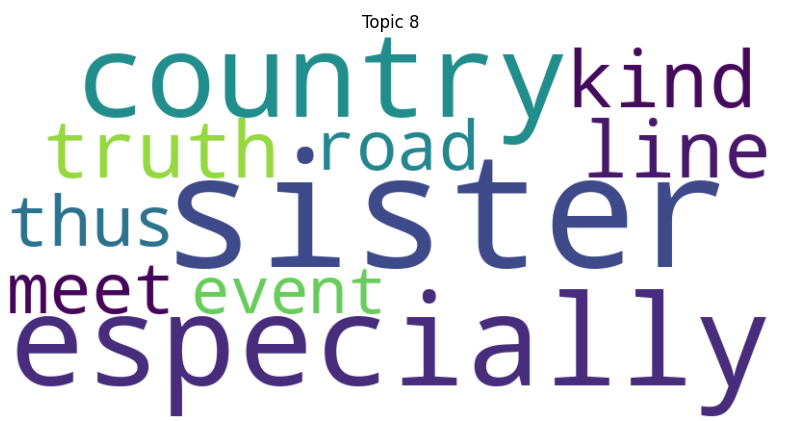 Topic 8
country
kind
truth
road
line
sister
thus
meet
event
especially